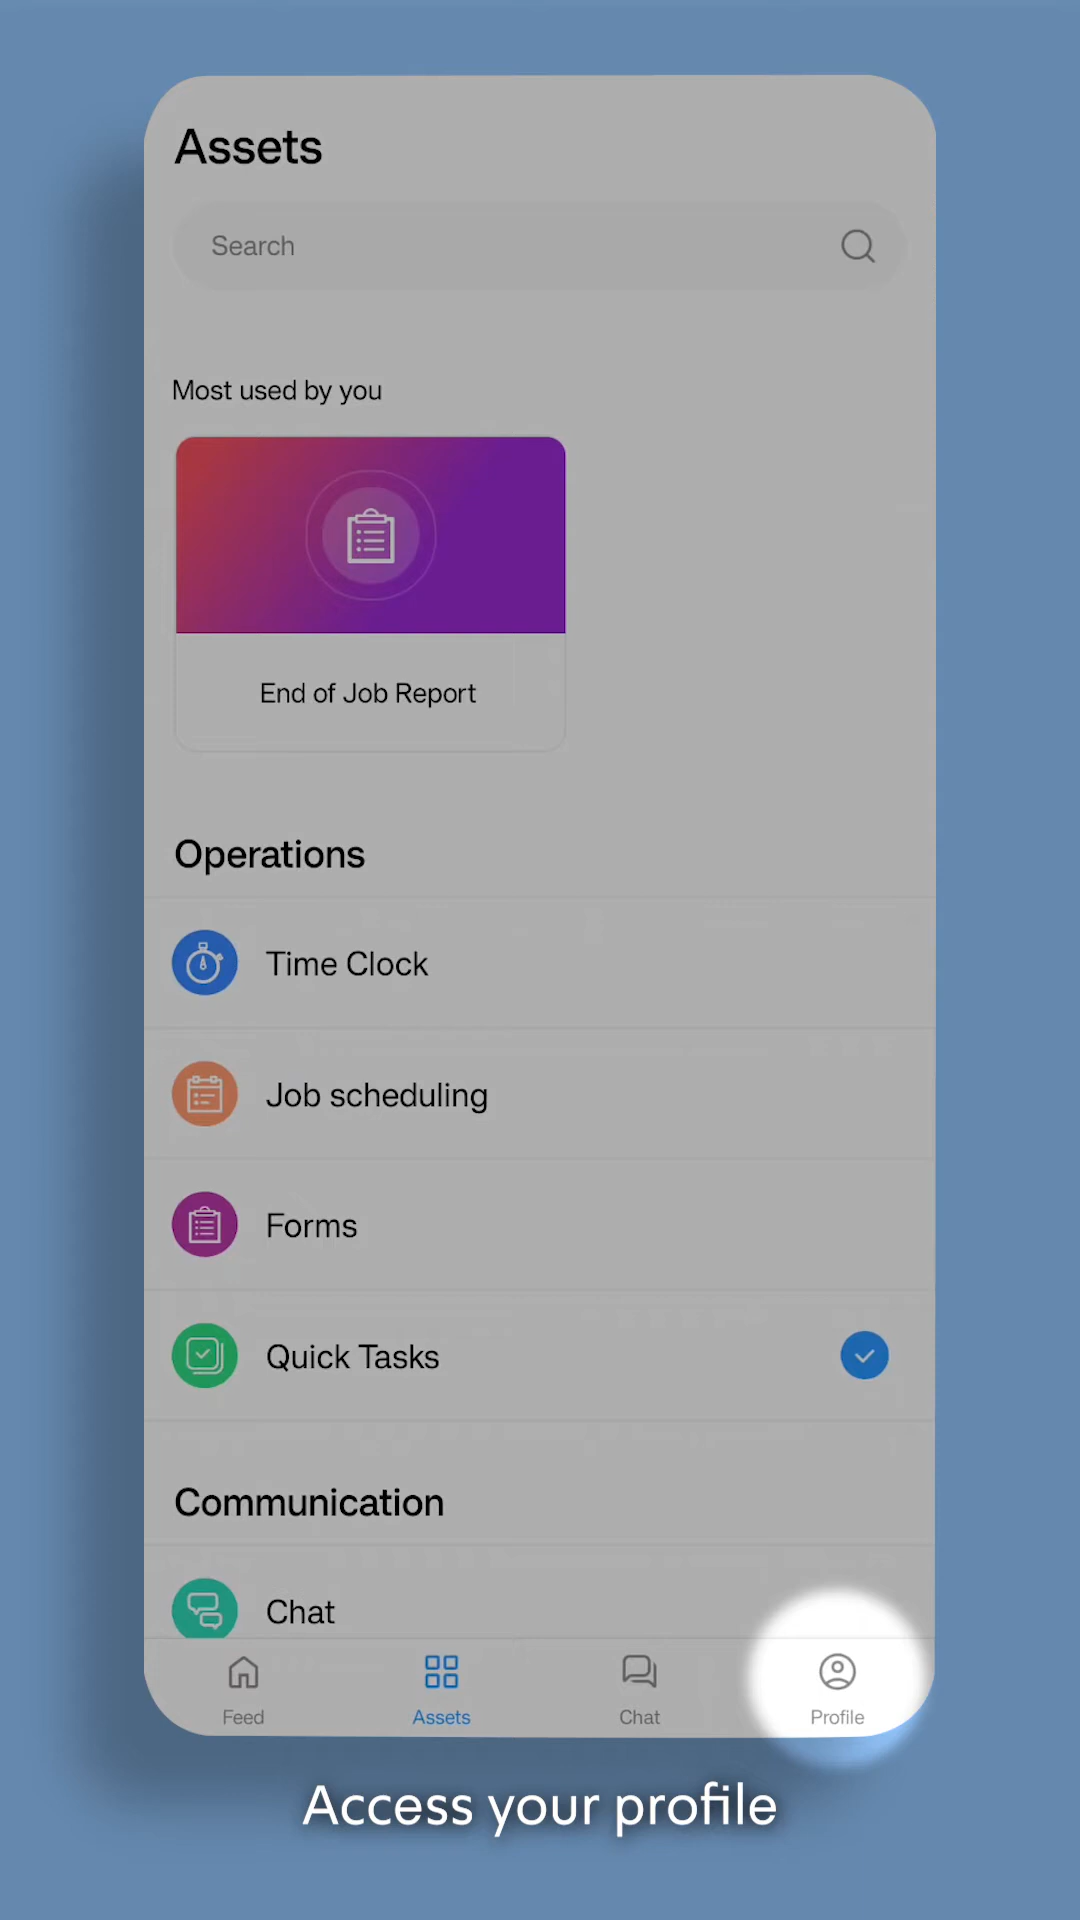 Assets
Search
Most used by you
End of Job Report
Operations
Time Clock
Job scheduling
Forms
Quick Tasks
Communication
Chat
Feed
Assets
Chat
Profile
Access your profile